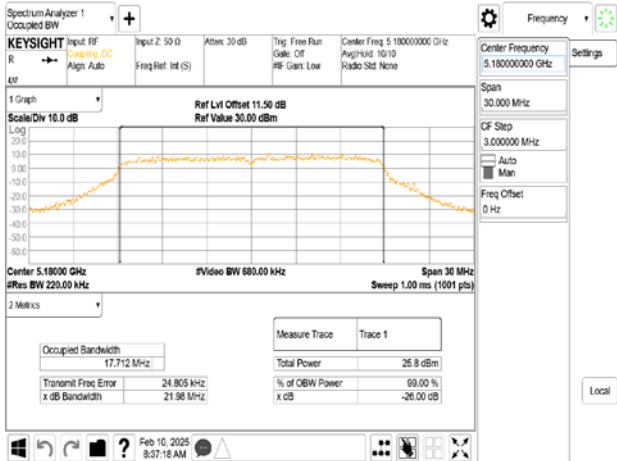 Spectrum Analyzer 1
Occupied BW
Frequency
KEYSIGHT
R
Input: RF
Coupling: DC
Align: Auto
Input Z: 50 Ω
Freq Ref: Int (S)
Atten: 30 dB
Trig: Free Run
Gate: Off
#IF Gain: Low
Center Freq: 5.180000000 GHz
Avg|Hold: 10/10
Radio Std: None
Center Frequency
5.180000000 GHz
Settings
Span
30.000 MHz
CF Step
3.000000 MHz
Auto
Man
Freq Offset
0 Hz
Local
1 Graph
Scale/Div 10.0 dB
Ref Lvl Offset 11.50 dB
Ref Value 30.00 dBm
Log
20.0
10.0
0.00
-10.0
-20.0
-30.0
-40.0
-50.0
-60.0
Center 5.18000 GHz
#Video BW 680.00 kHz
Span 30 MHz
#Res BW 220.00 kHz
Sweep 1.00 ms (1001 pts)
2 Metrics
Measure Trace Trace 1
Occupied Bandwidth
17.712 MHz
Total Power 25.8 dBm
Transmit Freq Error 24.805 kHz
% of OBW Power 99.00 %
x dB Bandwidth 21.98 MHz
x dB -26.00 dB
?
Feb 10, 2025
8:37:18 AM